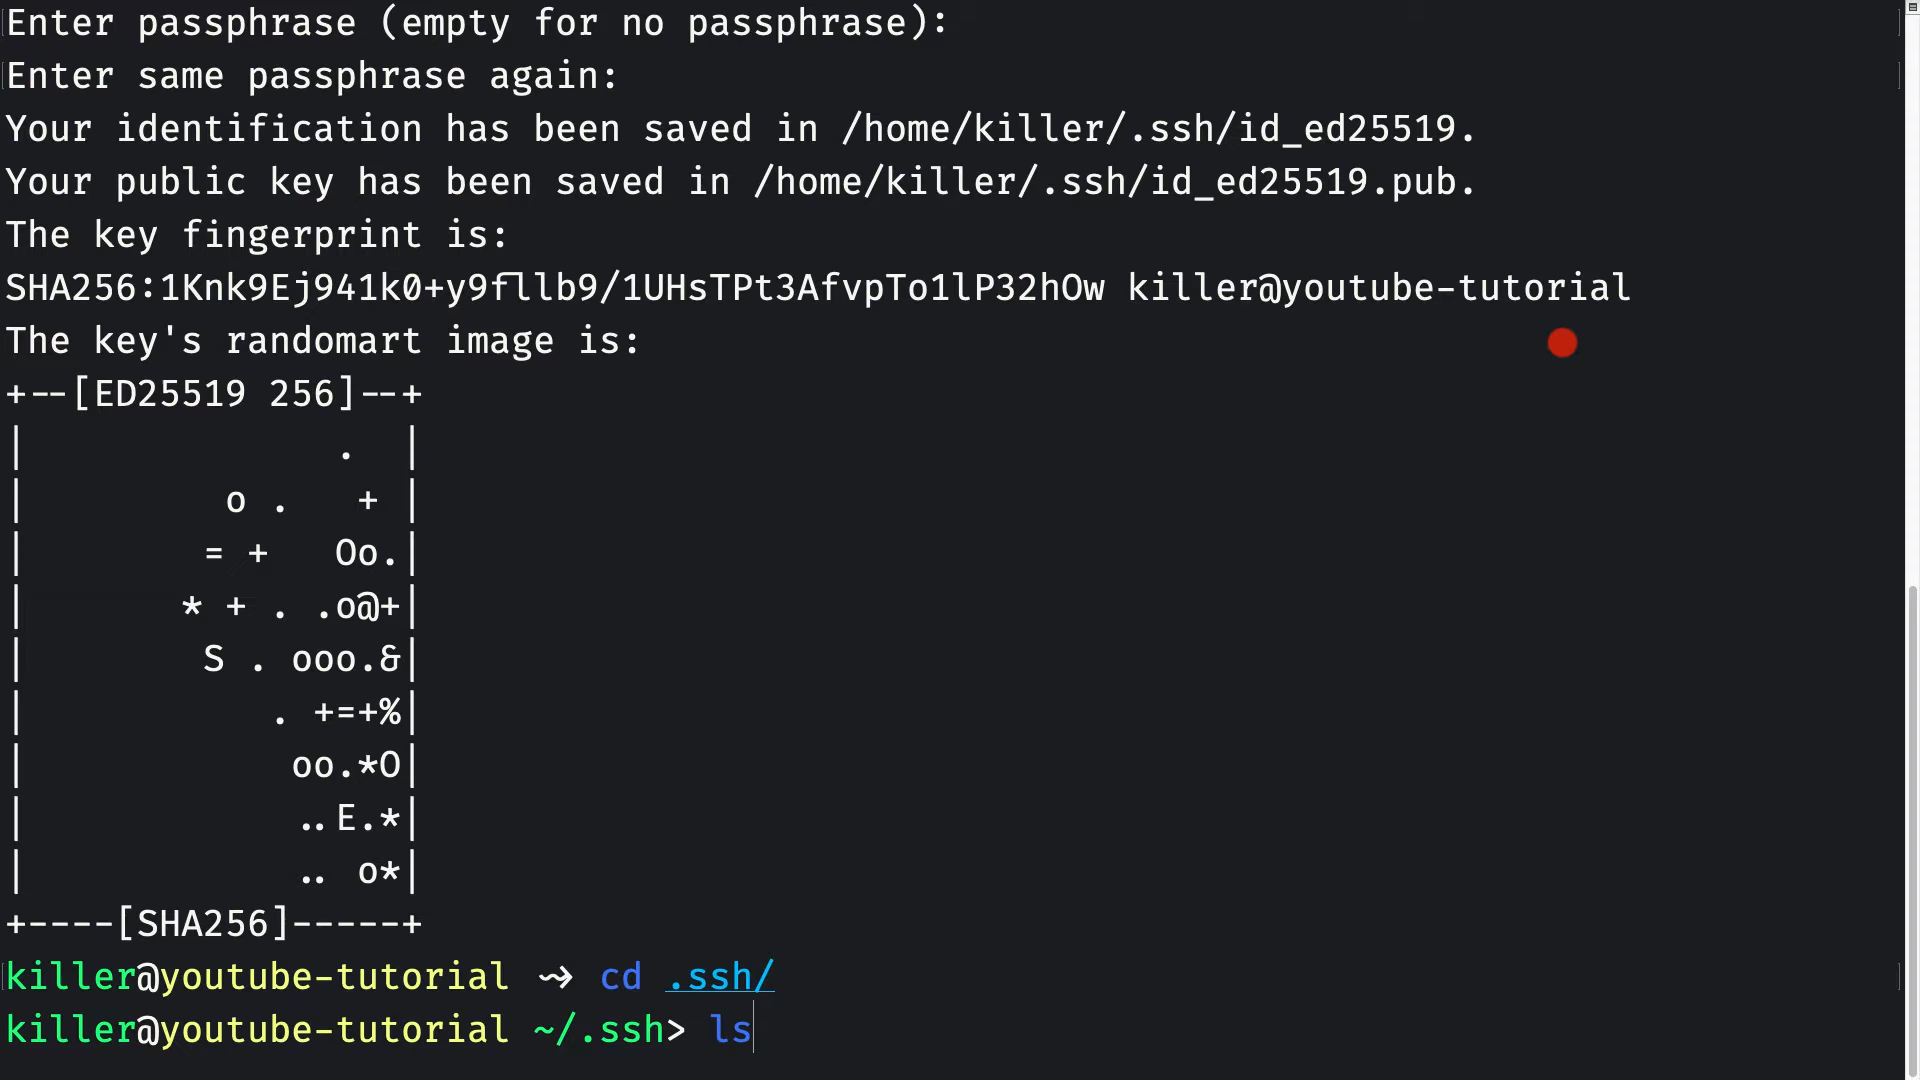 Enter passphrase (empty for no passphrase):
Enter same passphrase again:
Your identification has been saved in /home/killer/.ssh/id_ed25519.
Your public key has been saved in /home/killer/.ssh/id_ed25519.pub.
The key fingerprint is:
SHA256:1Knk9Ej941k0+y9fllb9/1UHsTPt3AfvpTo1lP32hOw killer@youtube-tutorial
The key's randomart image is:
+--[ED25519 256]--+
|              .  |
|         o .   + |
|        = +   Oo.|
|       * + . .o@+|
|        S . ooo.&|
|           . +=+%|
|            oo.*O|
|            ..E.*|
|            .. o*|
+----[SHA256]-----+
killer@youtube-tutorial ⤳ cd .ssh/
killer@youtube-tutorial ~/.ssh> ls